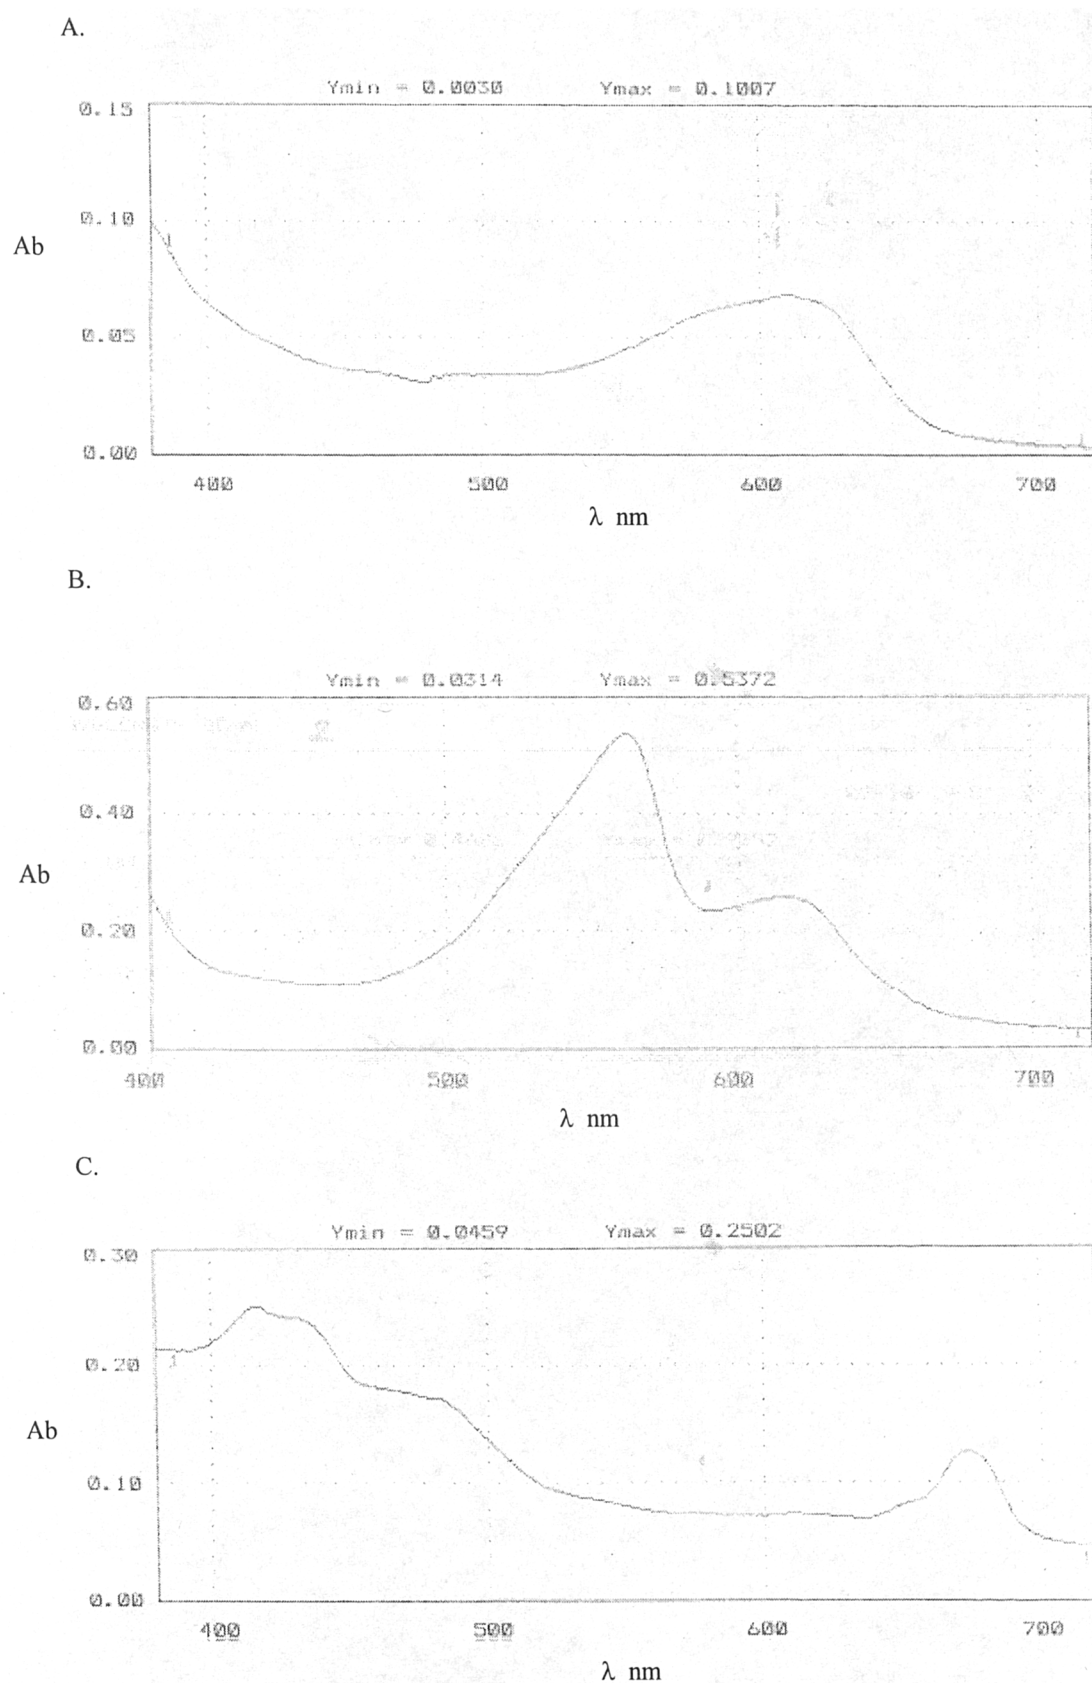 A.
Ymin = 0.0030 Ymax = 0.1007
0.15
0.10
Ab
0.05
0.00
400 500 600 700
λ nm
B.
Ymin = 0.0314 Ymax = 0.5372
0.60
0.40
Ab
0.20
0.00
400 500 600 700
λ nm
C.
Ymin = 0.0459 Ymax = 0.2502
0.30
0.20
Ab
0.10
0.00
400 500 600 700
λ nm